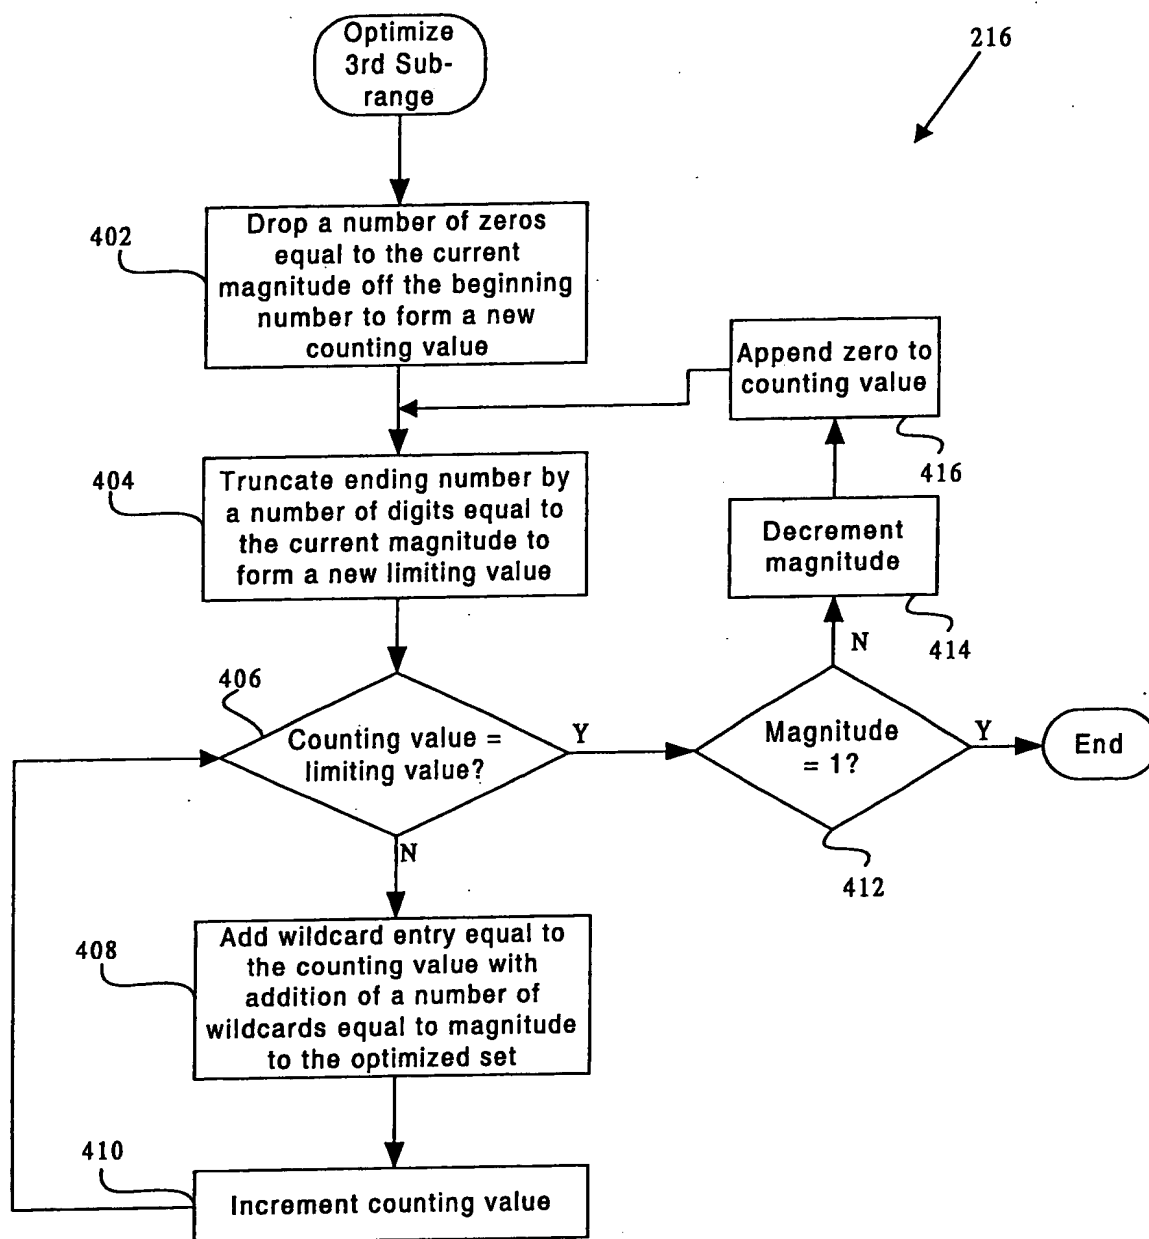 Optimize
3rd Sub-
range
216
402
Drop a number of zeros
equal to the current
magnitude off the beginning
number to form a new
counting value
Append zero to
counting value
416
404
Truncate ending number by
a number of digits equal to
the current magnitude to
form a new limiting value
Decrement
magnitude
414
N
406
Counting value =
limiting value?
Y
Magnitude
= 1?
Y
End
412
N
408
Add wildcard entry equal to
the counting value with
addition of a number of
wildcards equal to magnitude
to the optimized set
410
Increment counting value